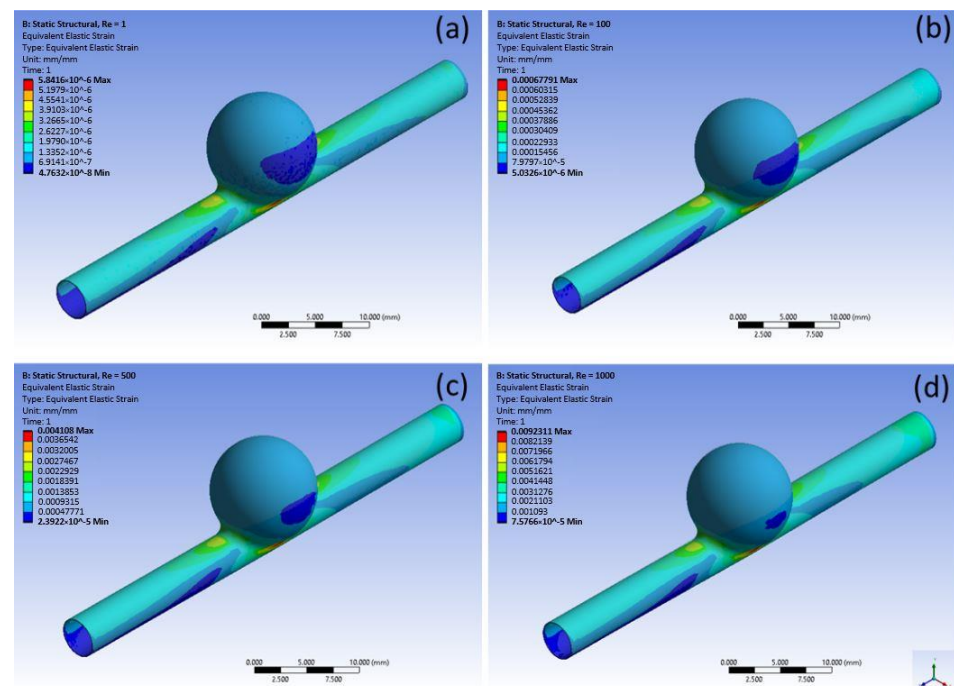 B: Static Structural, Re = 1
Equivalent Elastic Strain
Type: Equivalent Elastic Strain
Unit: mm/mm
Time: 1
5.8416×10^-6 Max
5.1979×10^-6
4.5541×10^-6
3.9103×10^-6
3.2665×10^-6
2.6227×10^-6
1.9790×10^-6
1.3352×10^-6
6.9141×10^-7
4.7632×10^-8 Min
(a)
0.000 5.000 10.000 (mm)
2.500 7.500
B: Static Structural, Re = 100
Equivalent Elastic Strain
Type: Equivalent Elastic Strain
Unit: mm/mm
Time: 1
0.00067791 Max
0.00060315
0.00052839
0.00045362
0.00037886
0.00030409
0.00022933
0.00015456
7.9797×10^-5
5.0326×10^-6 Min
(b)
0.000 5.000 10.000 (mm)
2.500 7.500
B: Static Structural, Re = 500
Equivalent Elastic Strain
Type: Equivalent Elastic Strain
Unit: mm/mm
Time: 1
0.004108 Max
0.0036542
0.0032005
0.0027467
0.0022929
0.0018391
0.0013853
0.0009315
0.00047771
2.3922×10^-5 Min
(c)
0.000 5.000 10.000 (mm)
2.500 7.500
B: Static Structural, Re = 1000
Equivalent Elastic Strain
Type: Equivalent Elastic Strain
Unit: mm/mm
Time: 1
0.0092311 Max
0.0082139
0.0071966
0.0061794
0.0051621
0.0041448
0.0031276
0.0021103
0.001093
7.5766×10^-5 Min
(d)
0.000 5.000 10.000 (mm)
2.500 7.500